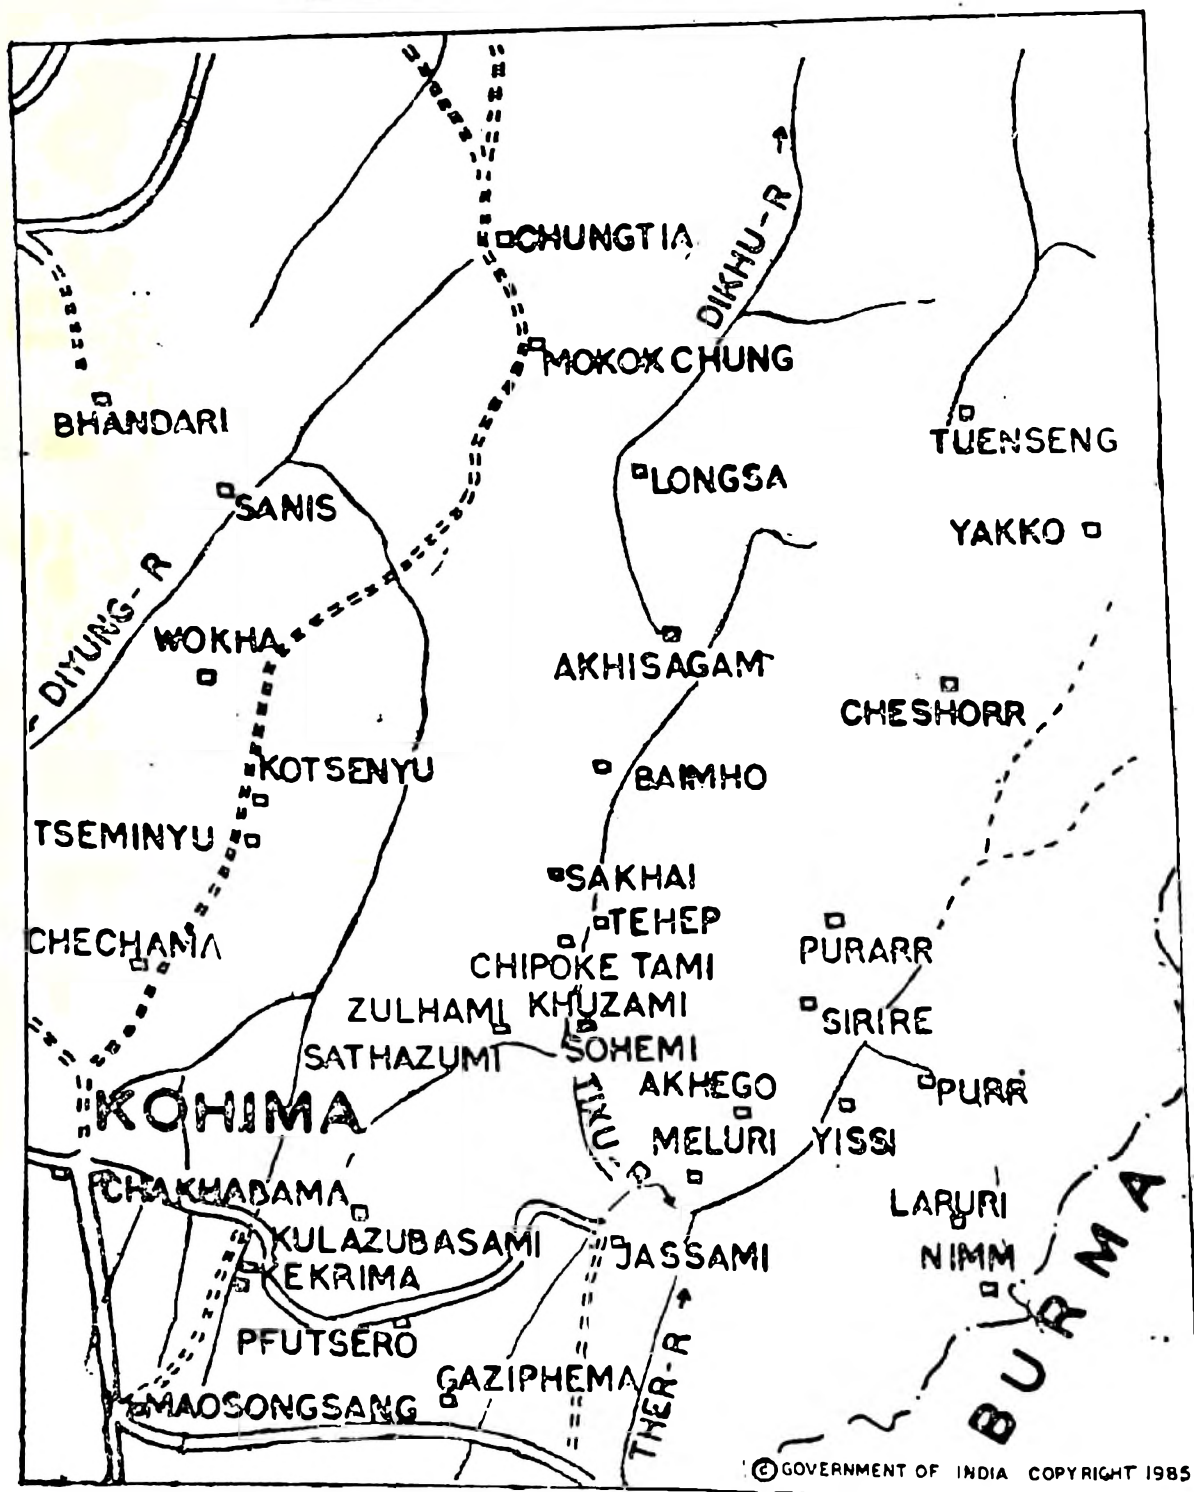 CHUNGTIA
DIKHU-R
MOKOKCHUNG
BHANDARI
TUENSENG
LONGSA
SANIS
YAKKO
DIYUNG-R
WOKHA
AKHISAGAM
CHESHORR
KOTSENYU
BAIMHO
TSEMINYU
SAKHAI
TEHEP
CHECHAMA
PURARR
CHIPOKE TAMI
ZULHAMI
KHUZAMI
SIRIRE
SATHAZUMI
SOHEMI
AKHEGO
PURR
KOHIMA
TIXU-R
MELURI
YISSI
CHAKHABAMA
LARURI
BURMA
KULAZUBASAMI
JASSAMI
NIMM
KEKRIMA
PFUTSERO
GAZIPHEMA
THER-R
MAOSONGSANG
© GOVERNMENT OF INDIA COPYRIGHT 1985